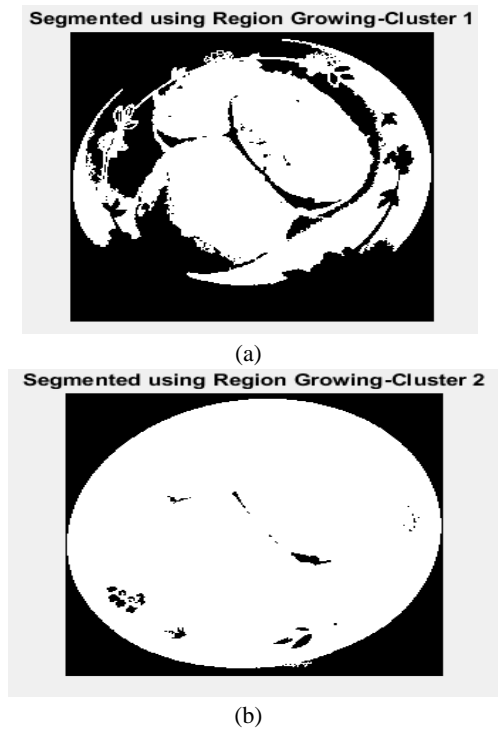 Segmented using Region Growing-Cluster 1
(a)
Segmented using Region Growing-Cluster 2
(b)